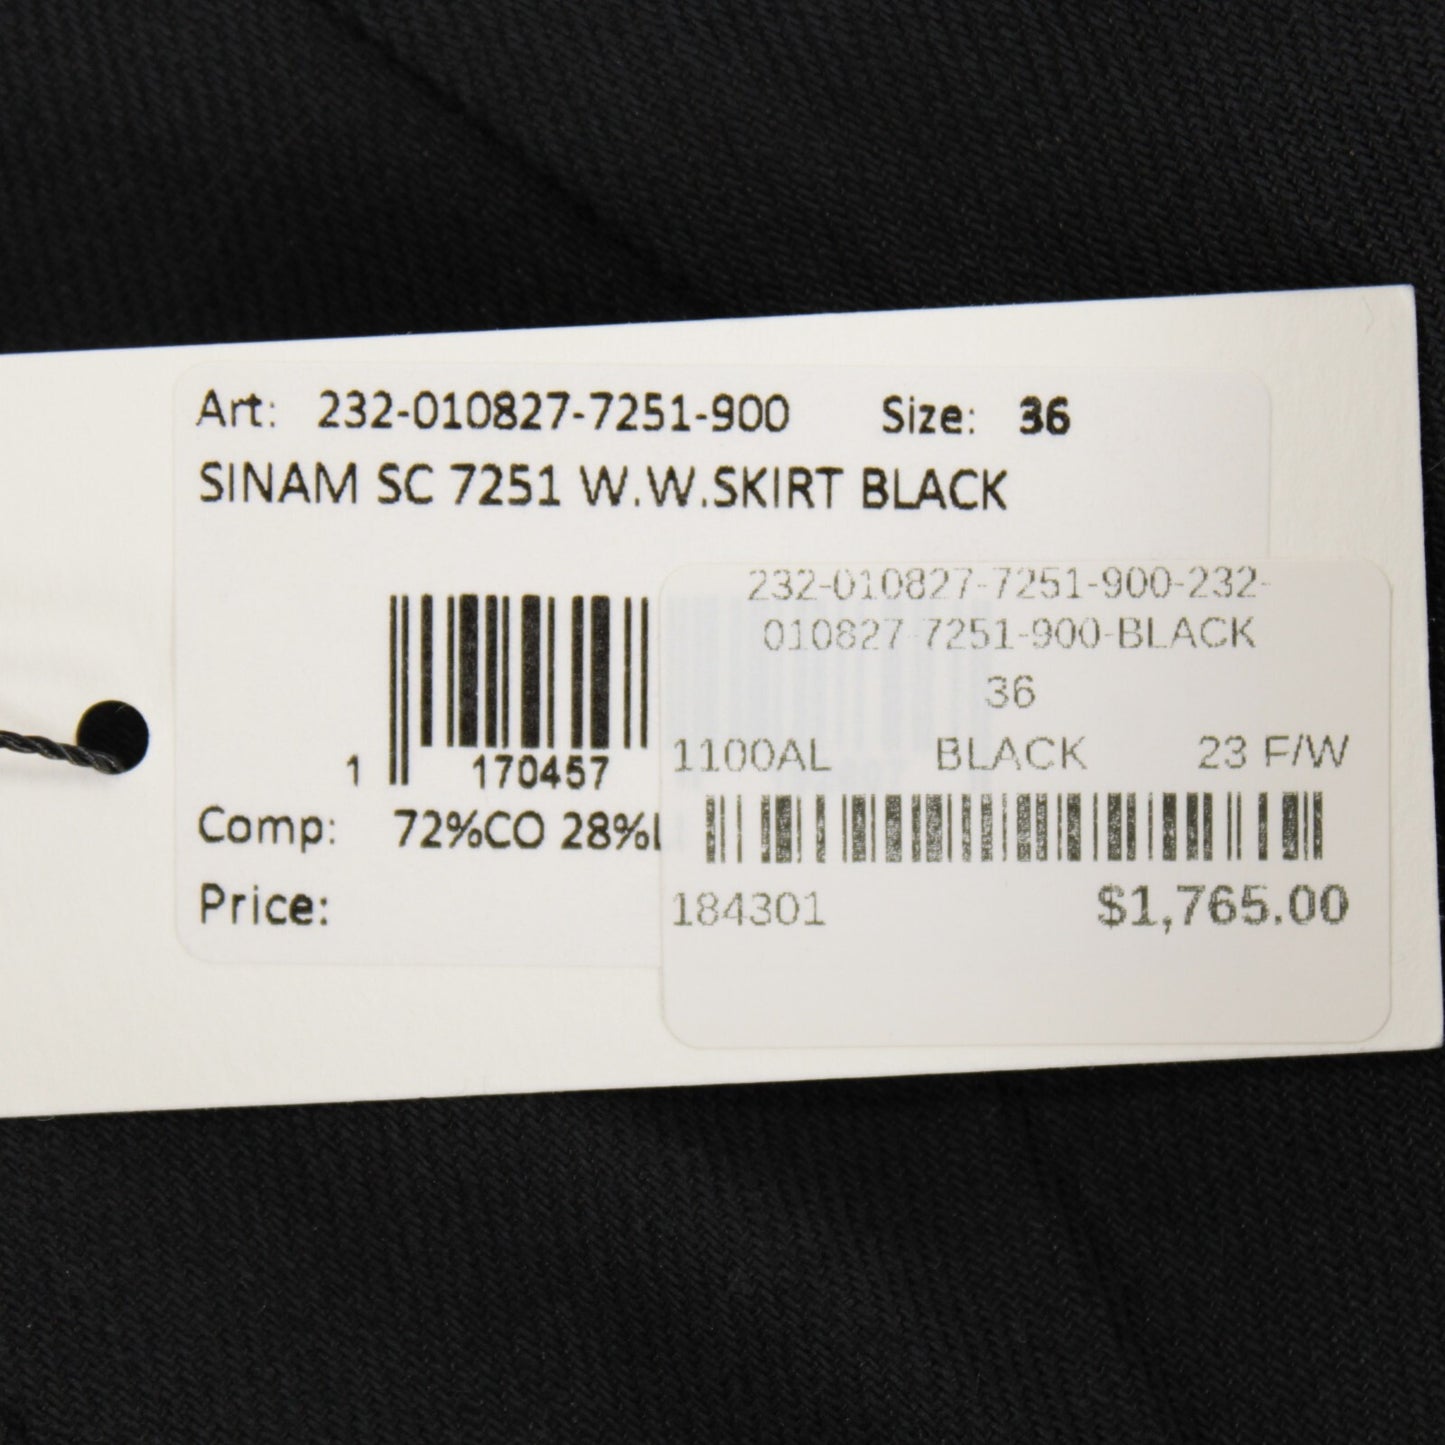 Art: 232-010827-7251-900 Size: 36
SINAM SC 7251 W.W.SKIRT BLACK
1 170457
Comp: 72%CO 28%L
Price:
232-010827-7251-900-232-
010827-7251-900-BLACK
36
1100AL BLACK 23 F/W
184301 $1,765.00